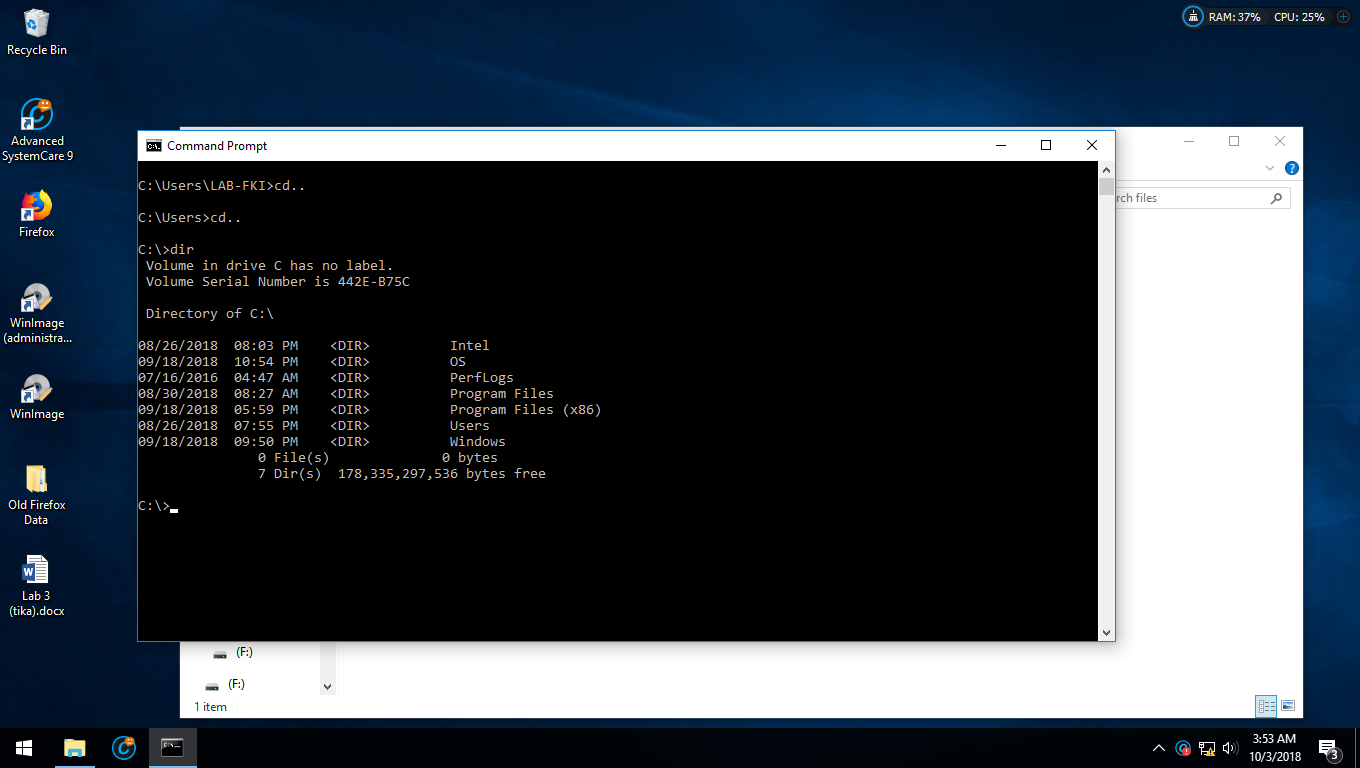 Recycle Bin
Advanced
SystemCare 9
Firefox
WinImage
(administra...
WinImage
Old Firefox
Data
Lab 3
(tika).docx
RAM: 37% CPU: 25%
Command Prompt
C:\Users\LAB-FKI>cd..
C:\Users>cd..
C:\>dir
Volume in drive C has no label.
Volume Serial Number is 442E-B75C
Directory of C:\
08/26/2018 08:03 PM <DIR> Intel
09/18/2018 10:54 PM <DIR> OS
07/16/2016 04:47 AM <DIR> PerfLogs
08/30/2018 08:27 AM <DIR> Program Files
09/18/2018 05:59 PM <DIR> Program Files (x86)
08/26/2018 07:55 PM <DIR> Users
09/18/2018 09:50 PM <DIR> Windows
0 File(s) 0 bytes
7 Dir(s) 178,335,297,536 bytes free
C:\>
rch files
(F:)
(F:)
1 item
3:53 AM
10/3/2018
3